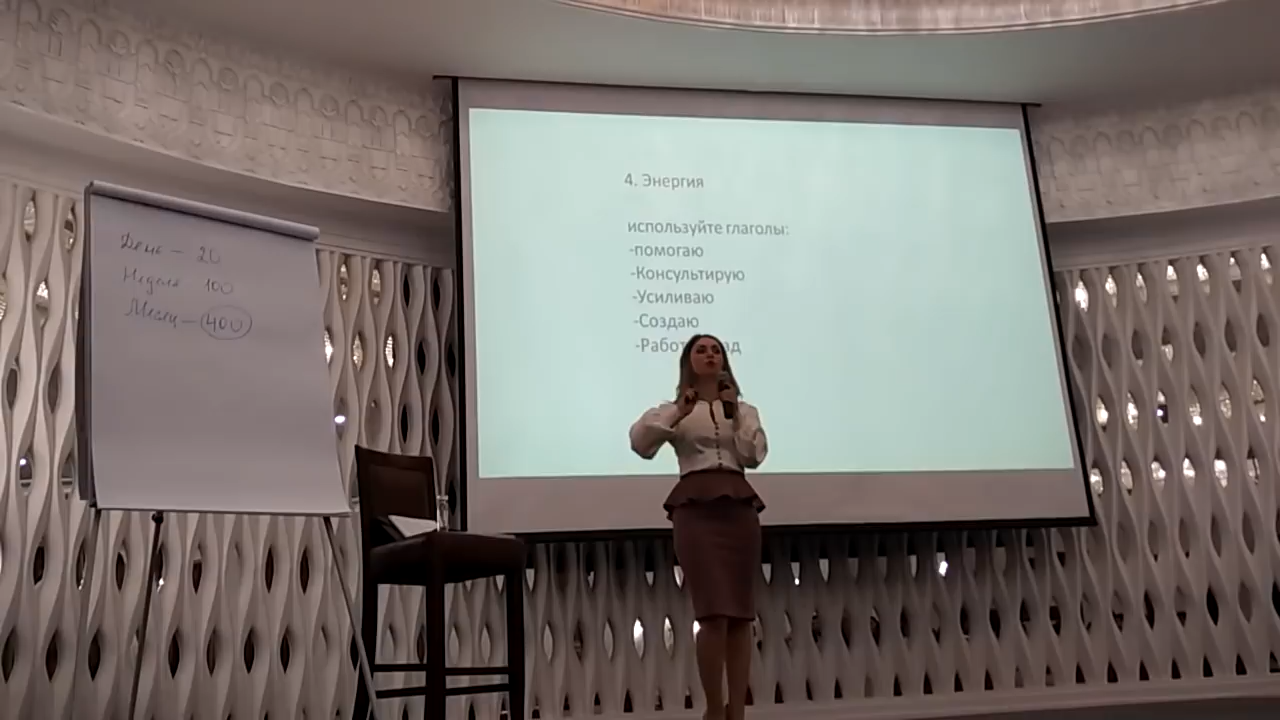 День — 20
Неделя 100
Месяц — 400
4. Энергия
используйте глаголы:
-помогаю
-Консультирую
-Усиливаю
-Создаю